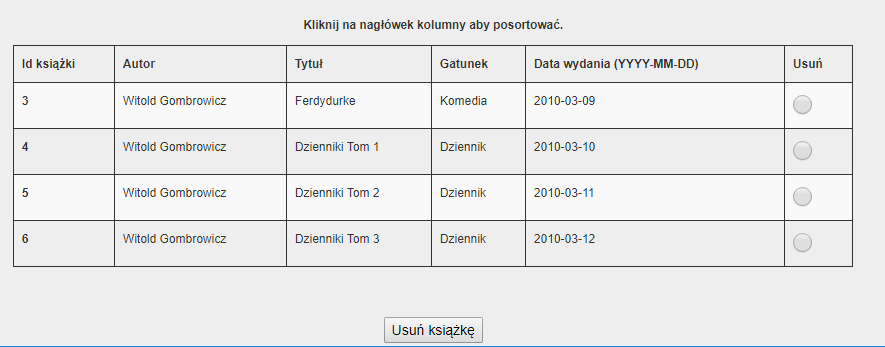 Kliknij na nagłówek kolumny aby posortować.
Id książki Autor Tytuł Gatunek Data wydania (YYYY-MM-DD) Usuń
3 Witold Gombrowicz Ferdydurke Komedia 2010-03-09
4 Witold Gombrowicz Dzienniki Tom 1 Dziennik 2010-03-10
5 Witold Gombrowicz Dzienniki Tom 2 Dziennik 2010-03-11
6 Witold Gombrowicz Dzienniki Tom 3 Dziennik 2010-03-12
Usuń książkę